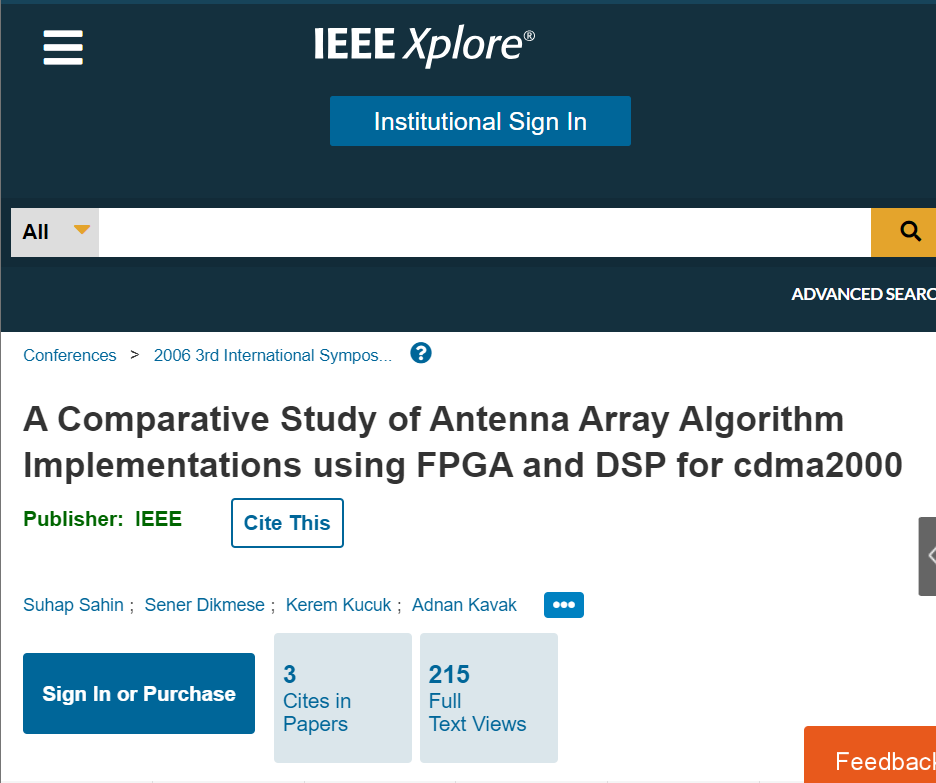 IEEE Xplore®
Institutional Sign In
All
ADVANCED SEARC
Conferences > 2006 3rd International Sympos... ?
A Comparative Study of Antenna Array Algorithm
Implementations using FPGA and DSP for cdma2000
Publisher: IEEE Cite This
Suhap Sahin ; Sener Dikmese ; Kerem Kucuk ; Adnan Kavak •••
Sign In or Purchase
3
Cites in
Papers
215
Full
Text Views
Feedback